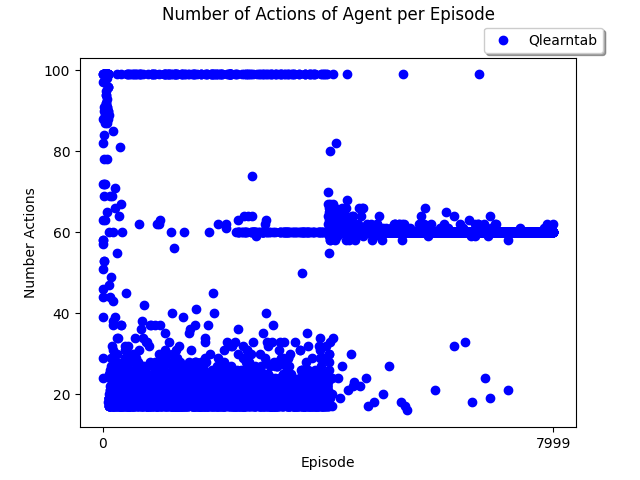 Number of Actions of Agent per Episode
Qlearntab
100
80
60
40
20
Number Actions
0
7999
Episode